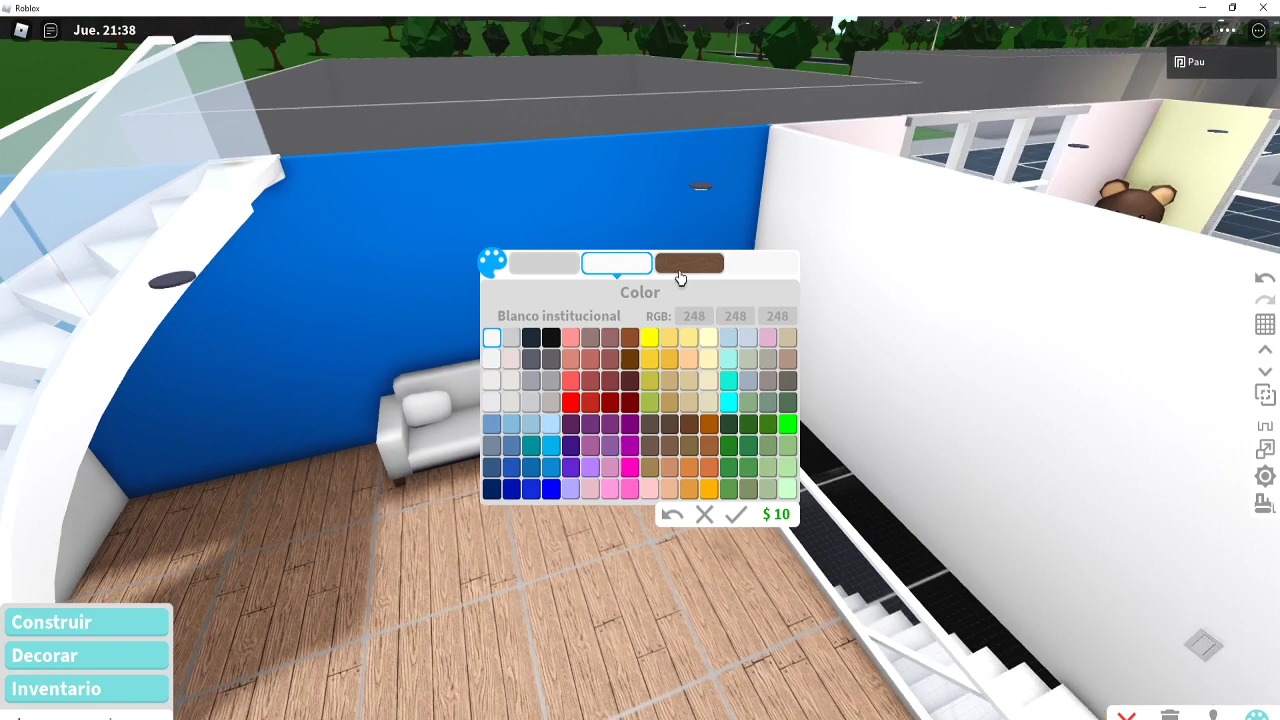 Roblox
Jue. 21:38
Pau
Color
Blanco institucional RGB: 248 248 248
$ 10
Construir
Decorar
Inventario